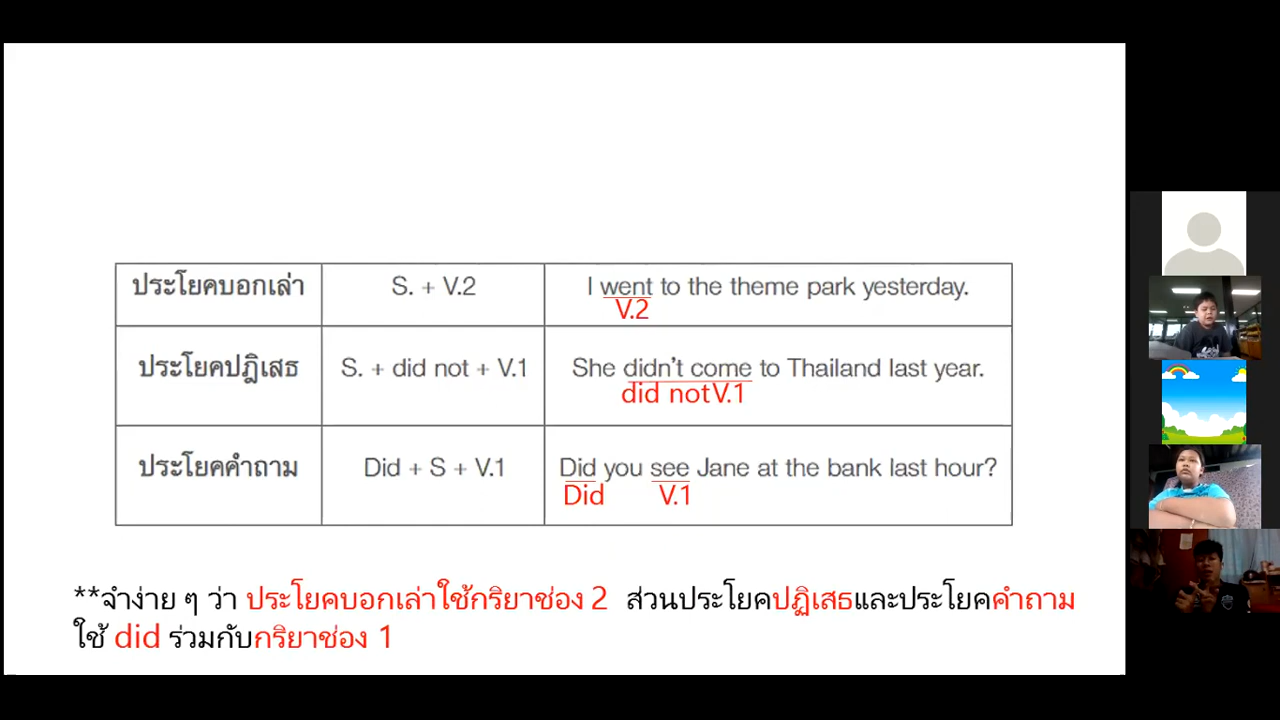 ประโยคบอกเล่า S. + V.2 I went to the theme park yesterday.
V.2
ประโยคปฎิเสธ S. + did not + V.1 She didn't come to Thailand last year.
did not V.1
ประโยคคำถาม Did + S + V.1 Did you see Jane at the bank last hour?
Did V.1
**จำง่าย ๆ ว่า ประโยคบอกเล่าใช้กริยาช่อง 2 ส่วนประโยคปฏิเสธและประโยคคำถาม
ใช้ did ร่วมกับกริยาช่อง 1